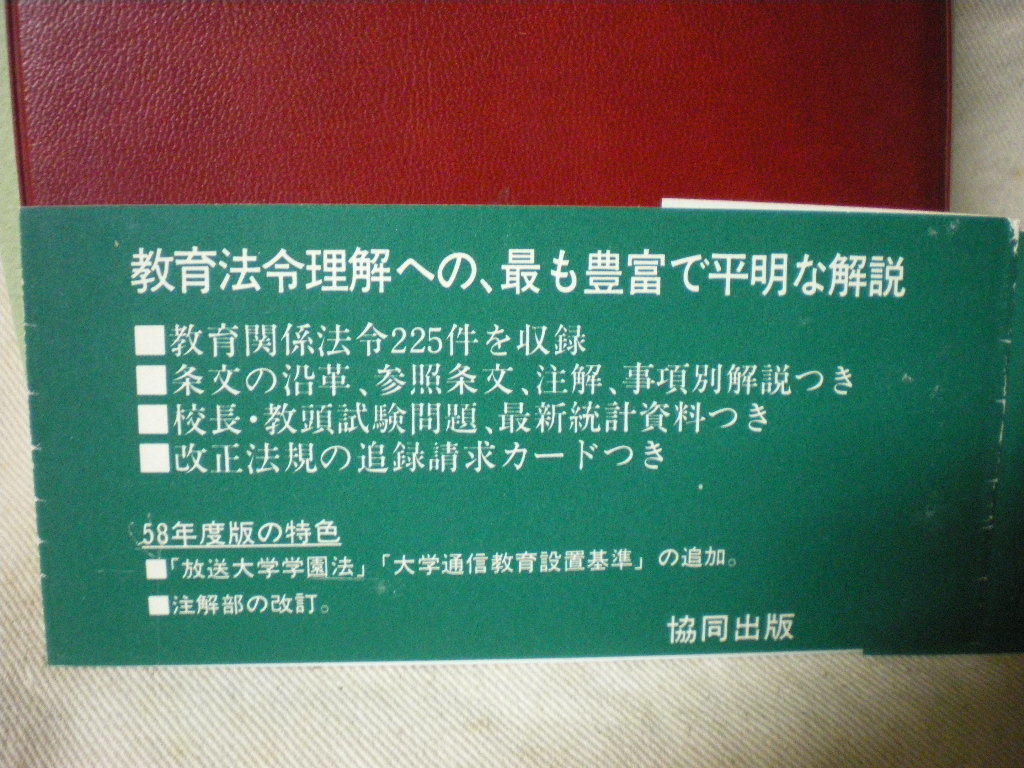 教育法令理解への、最も豊富で平明な解説
■教育関係法令225件を収録
■条文の沿革、参照条文、注解、事項別解説つき
■校長・教頭試験問題、最新統計資料つき
■改正法規の追録請求カードつき
58年度版の特色
■「放送大学学園法」「大学通信教育設置基準」の追加。
■注解部の改訂。
協同出版